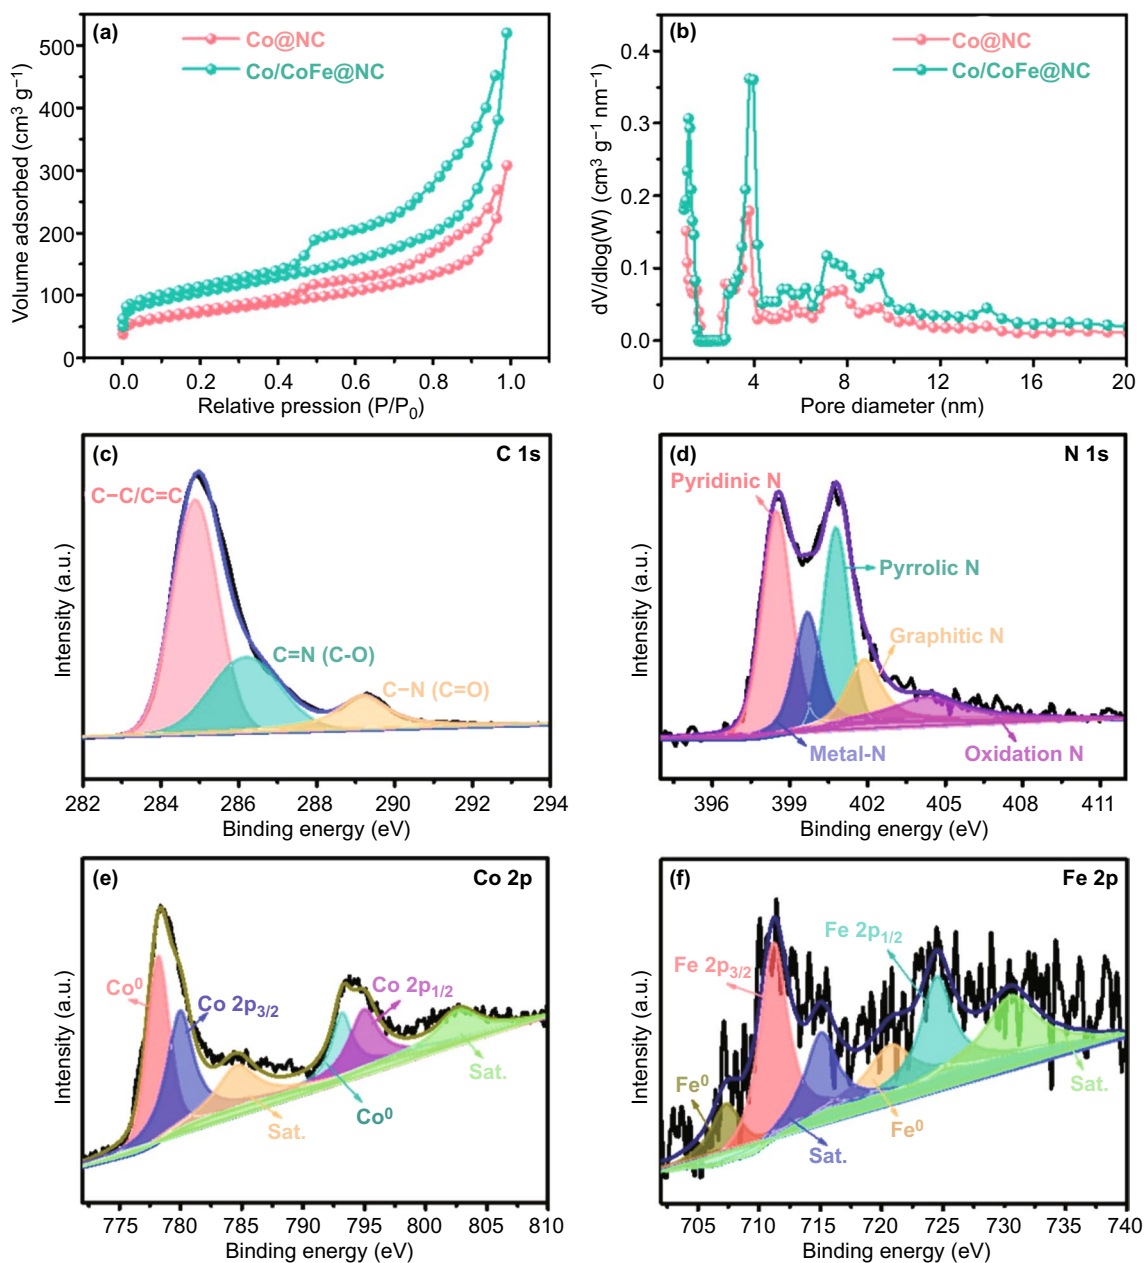 (a)
Co@NC
Co/CoFe@NC
500
400
300
200
100
0
Volume adsorbed (cm³ g⁻¹)
0.0 0.2 0.4 0.6 0.8 1.0
Relative pression (P/P₀)
(b)
Co@NC
Co/CoFe@NC
0.4
0.3
0.2
0.1
0.0
dV/dlog(W) (cm³ g⁻¹ nm⁻¹)
0 4 8 12 16 20
Pore diameter (nm)
(c)
C 1s
C−C/C=C
C=N (C-O)
C−N (C=O)
Intensity (a.u.)
282 284 286 288 290 292 294
Binding energy (eV)
(d)
N 1s
Pyridinic N
Pyrrolic N
Graphitic N
Metal-N
Oxidation N
Intensity (a.u.)
396 399 402 405 408 411
Binding energy (eV)
(e)
Co 2p
Co⁰
Co 2p₃/₂
Co 2p₁/₂
Sat.
Co⁰
Sat.
Intensity (a.u.)
775 780 785 790 795 800 805 810
Binding energy (eV)
(f)
Fe 2p
Fe 2p₁/₂
Fe 2p₃/₂
Fe⁰
Sat.
Fe⁰
Sat.
Intensity (a.u.)
705 710 715 720 725 730 735 740
Binding energy (eV)